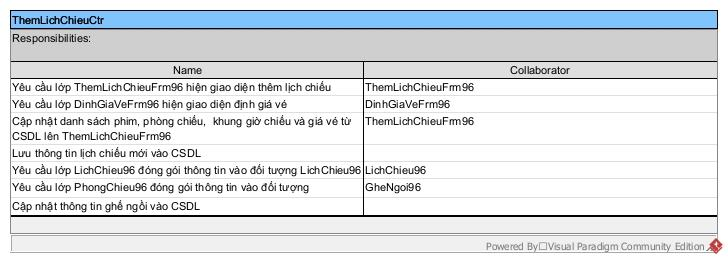 ThemLichChieuCtr
Responsibilities:
Name Collaborator
Yêu cầu lớp ThemLichChieuFrm96 hiện giao diện thêm lịch chiếu ThemLichChieuFrm96
Yêu cầu lớp DinhGiaVeFrm96 hiện giao diện định giá vé DinhGiaVeFrm96
Cập nhật danh sách phim, phòng chiếu, khung giờ chiếu và giá vé từ ThemLichChieuFrm96
CSDL lên ThemLichChieuFrm96
Lưu thông tin lịch chiếu mới vào CSDL
Yêu cầu lớp LichChieu96 đóng gói thông tin vào đối tượng LichChieu96 LichChieu96
Yêu cầu lớp PhongChieu96 đóng gói thông tin vào đối tượng GheNgoi96
Cập nhật thông tin ghế ngồi vào CSDL
Powered By□Visual Paradigm Community Edition